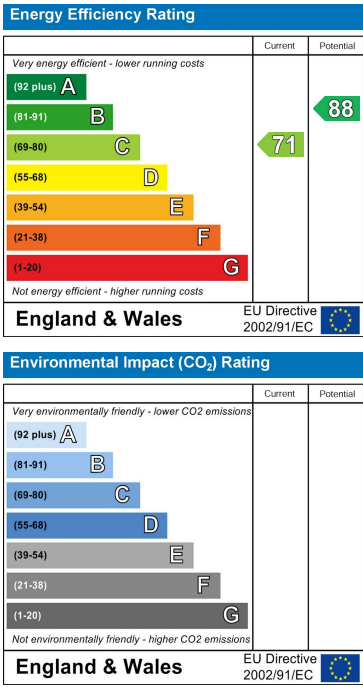 Energy Efficiency Rating
Current Potential
Very energy efficient - lower running costs
(92 plus) A
(81-91) B
88
(69-80) C
71
(55-68) D
(39-54) E
(21-38) F
(1-20) G
Not energy efficient - higher running costs
England & Wales
EU Directive
2002/91/EC
Environmental Impact (CO₂) Rating
Current Potential
Very environmentally friendly - lower CO2 emissions
(92 plus) A
(81-91) B
(69-80) C
(55-68) D
(39-54) E
(21-38) F
(1-20) G
Not environmentally friendly - higher CO2 emissions
England & Wales
EU Directive
2002/91/EC